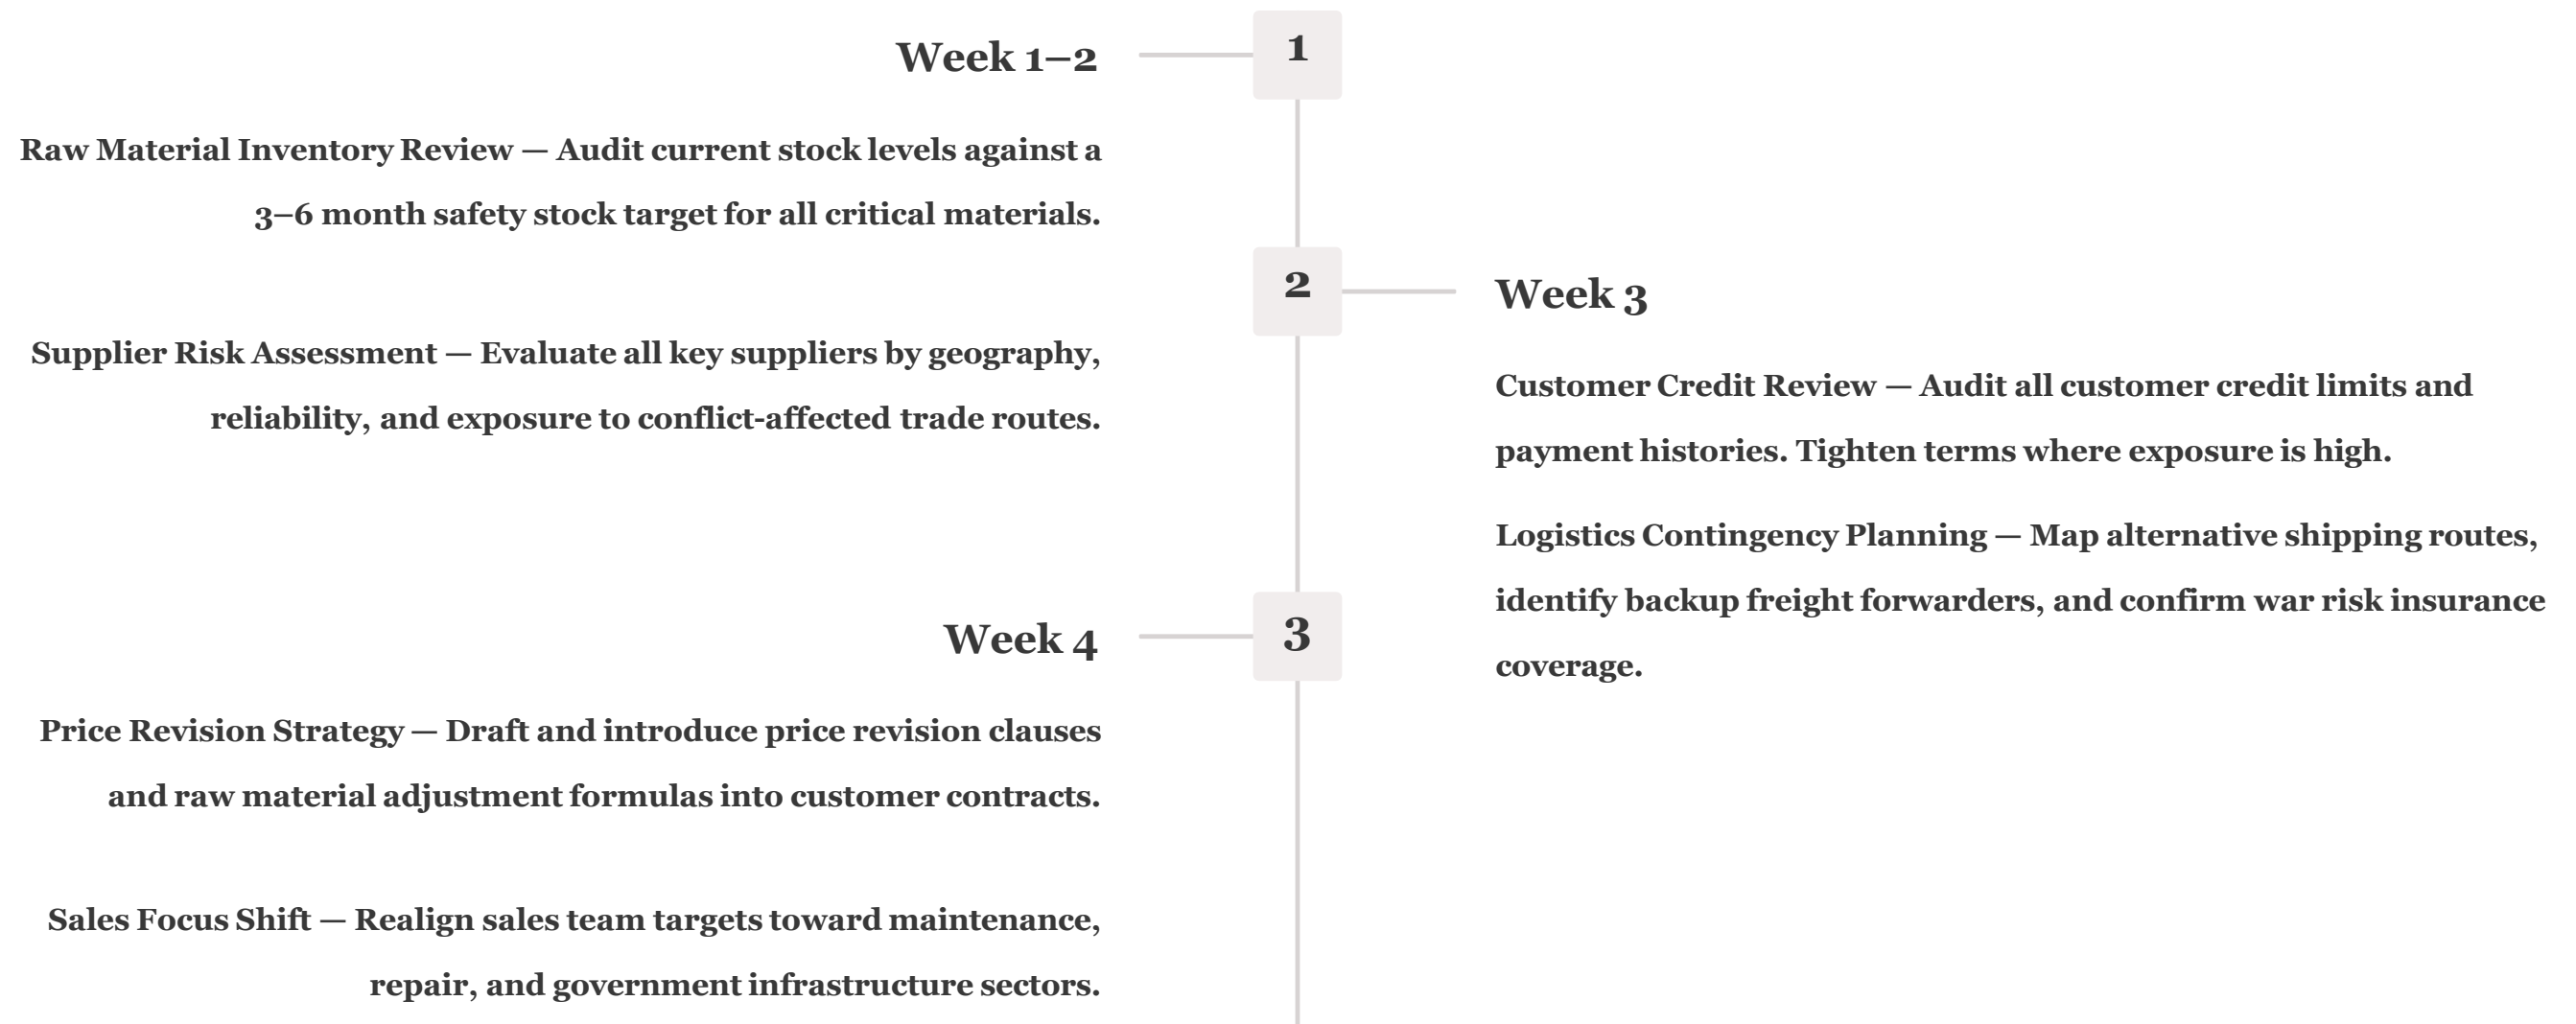 1
Week 1–2
Raw Material Inventory Review — Audit current stock levels against a
3–6 month safety stock target for all critical materials.
Supplier Risk Assessment — Evaluate all key suppliers by geography,
reliability, and exposure to conflict-affected trade routes.
2
Week 3
Customer Credit Review — Audit all customer credit limits and
payment histories. Tighten terms where exposure is high.
Logistics Contingency Planning — Map alternative shipping routes,
identify backup freight forwarders, and confirm war risk insurance
coverage.
3
Week 4
Price Revision Strategy — Draft and introduce price revision clauses
and raw material adjustment formulas into customer contracts.
Sales Focus Shift — Realign sales team targets toward maintenance,
repair, and government infrastructure sectors.